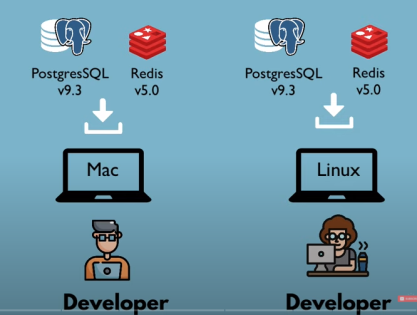 PostgresSQL
v9.3
Redis
v5.0
PostgresSQL
v9.3
Redis
v5.0
Mac
Linux
Developer
Developer